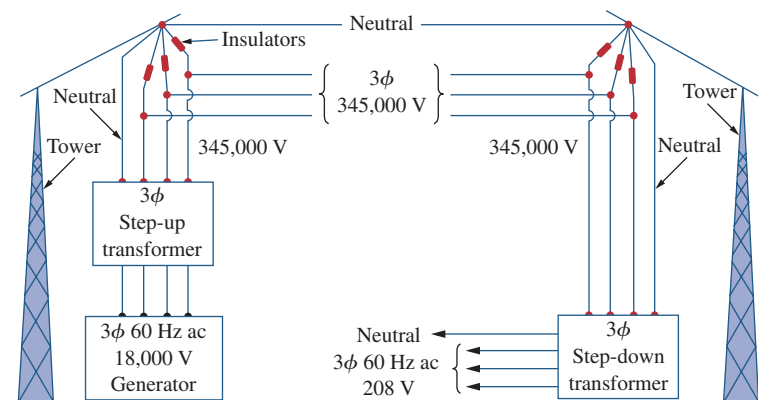 Neutral
Insulators
3ϕ
345,000 V
Neutral
Tower
345,000 V
345,000 V
Tower
Neutral
3ϕ
Step-up
transformer
3ϕ 60 Hz ac
18,000 V
Generator
Neutral
3ϕ 60 Hz ac
208 V
3ϕ
Step-down
transformer